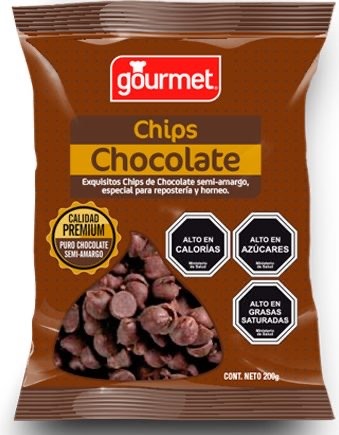 gourmet
Chips
Chocolate
Exquisitos Chips de Chocolate semi-amargo,
especial para repostería y horneo.
CALIDAD
PREMIUM
PURO CHOCOLATE
SEMI-AMARGO
ALTO EN
CALORÍAS
Ministerio
de Salud
ALTO EN
AZÚCARES
Ministerio
de Salud
ALTO EN
GRASAS
SATURADAS
Ministerio
de Salud
CONT. NETO 200g.